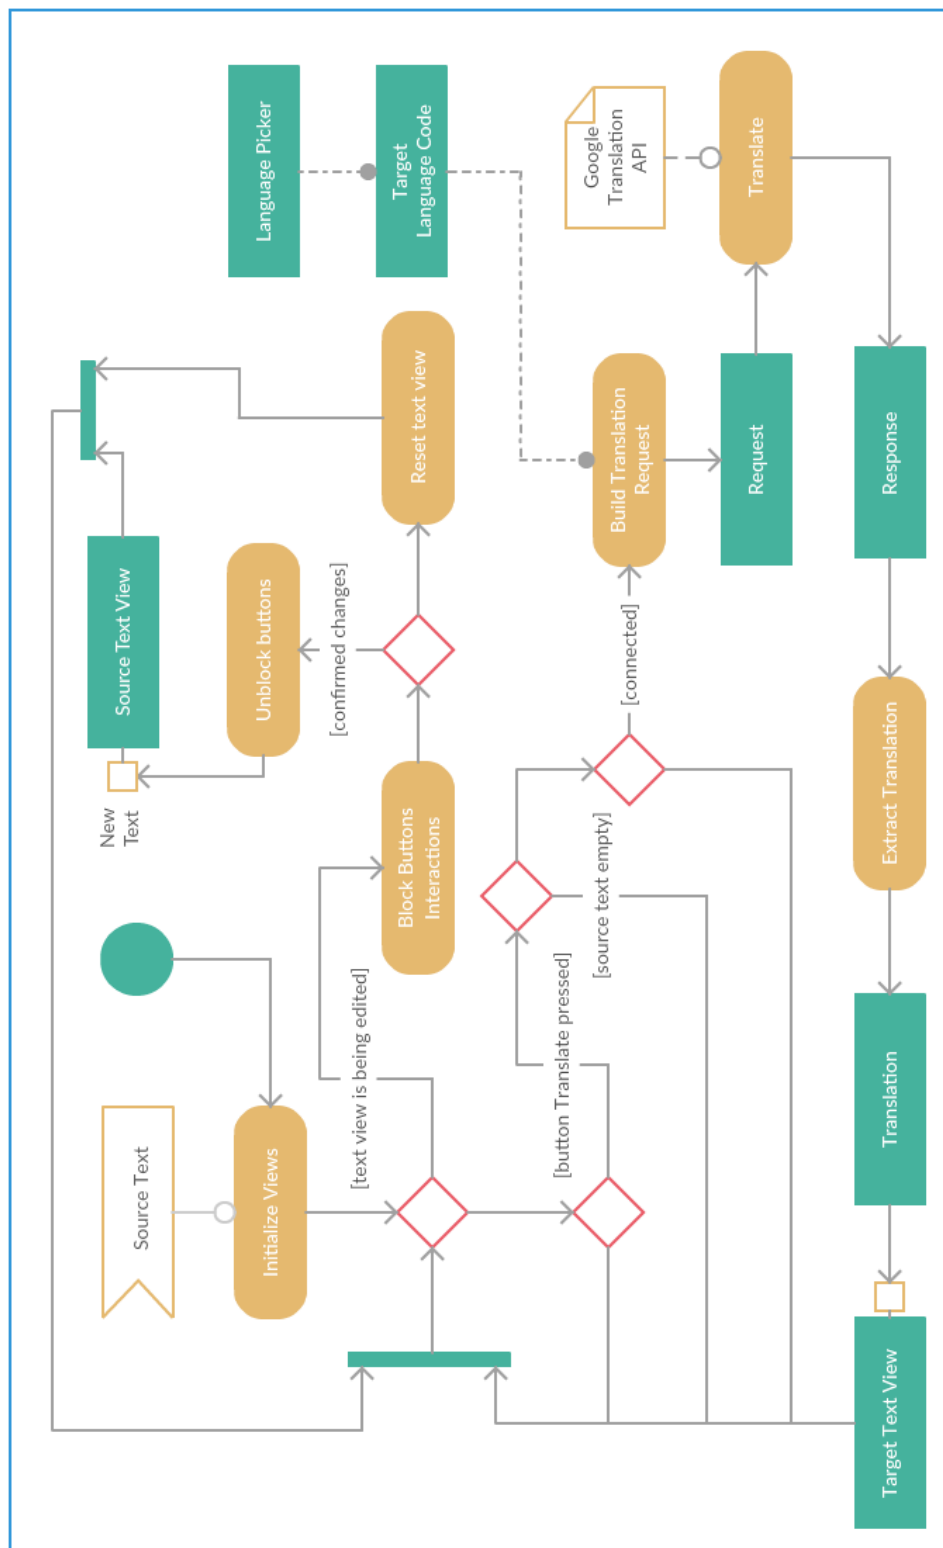 Source Text
Initialize Views
New
Text
Source Text View
Unblock buttons
[confirmed changes]
Language Picker
Target
Language Code
[text view is being edited]
Block Buttons
Interactions
Reset text view
[button Translate pressed]
[source text empty]
[connected]
Build Translation
Request
Google
Translation
API
Request
Translate
Target Text View
Translation
Extract Translation
Response